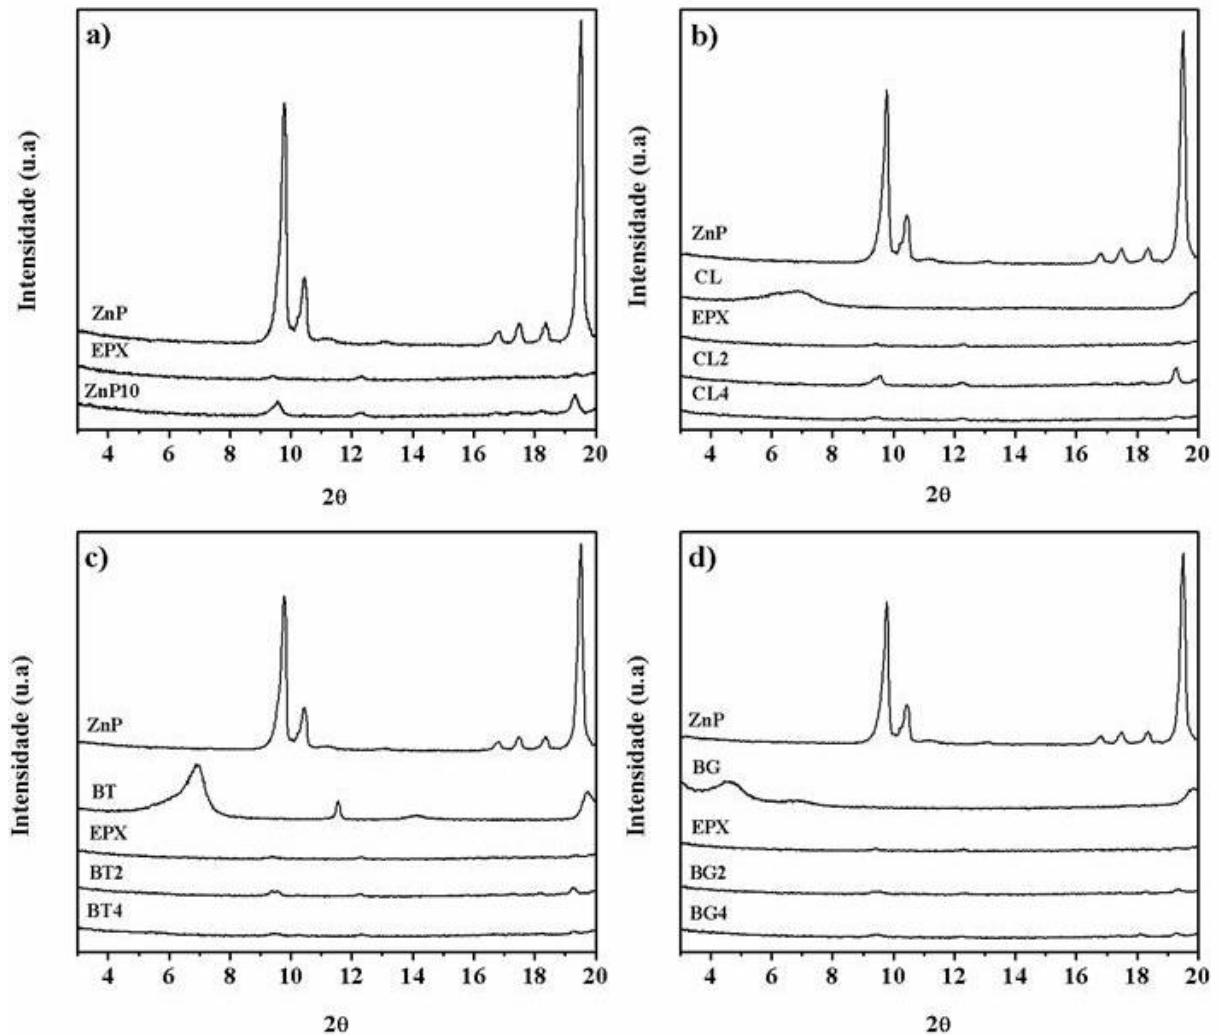 a)
Intensidade (u.a)
ZnP
EPX
ZnP10
4 6 8 10 12 14 16 18 20
2θ
b)
Intensidade (u.a)
ZnP
CL
EPX
CL2
CL4
4 6 8 10 12 14 16 18 20
2θ
c)
Intensidade (u.a)
ZnP
BT
EPX
BT2
BT4
4 6 8 10 12 14 16 18 20
2θ
d)
Intensidade (u.a)
ZnP
BG
EPX
BG2
BG4
4 6 8 10 12 14 16 18 20
2θ